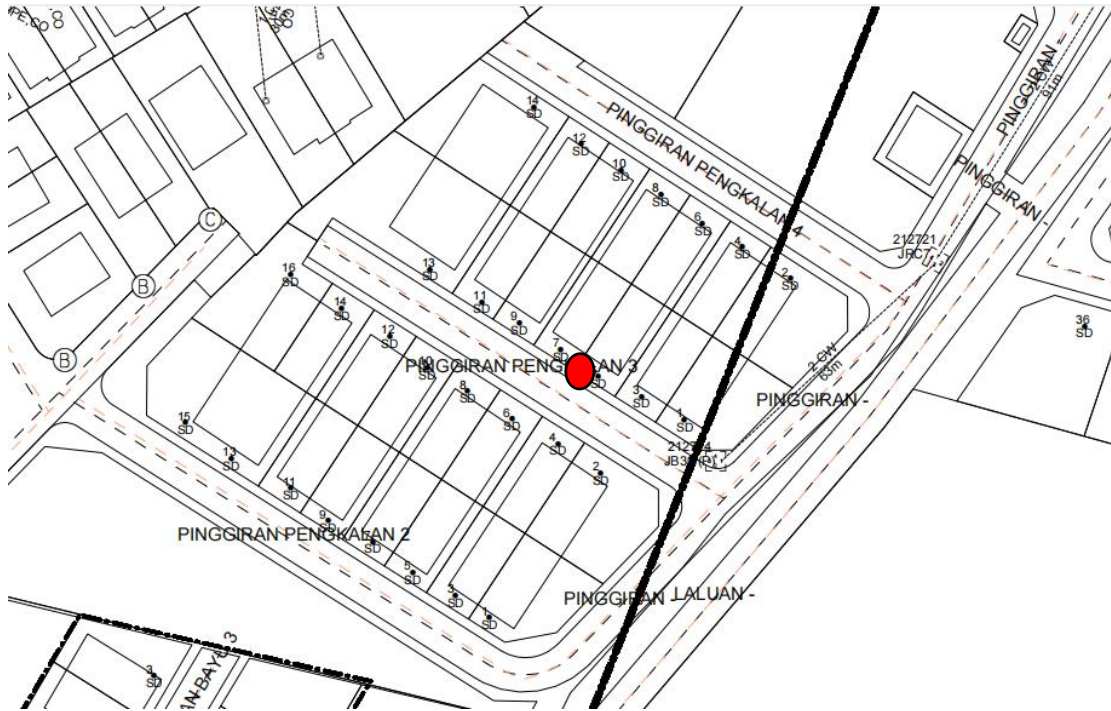 PINGGIRAN -
2-CW
91m
14
SD
12
SD
10
SD
8
SD
6
SD
4
SD
2
SD
PINGGIRAN PENGKALAN 4
PINGGIRAN -
212721
JRC7
36
SD
13
SD
11
SD
9
SD
7
SD
3
SD
1
SD
C
B
B
16
SD
14
SD
12
SD
10
SD
8
SD
6
SD
4
SD
2
SD
PINGGIRAN PENGKALAN 3
2-CW
63m
PINGGIRAN -
15
SD
13
SD
11
SD
9
SD
SD
5
SD
3
SD
1
SD
PINGGIRAN PENGKALAN 2
PINGGIRAN -
LALUAN -
3
SD